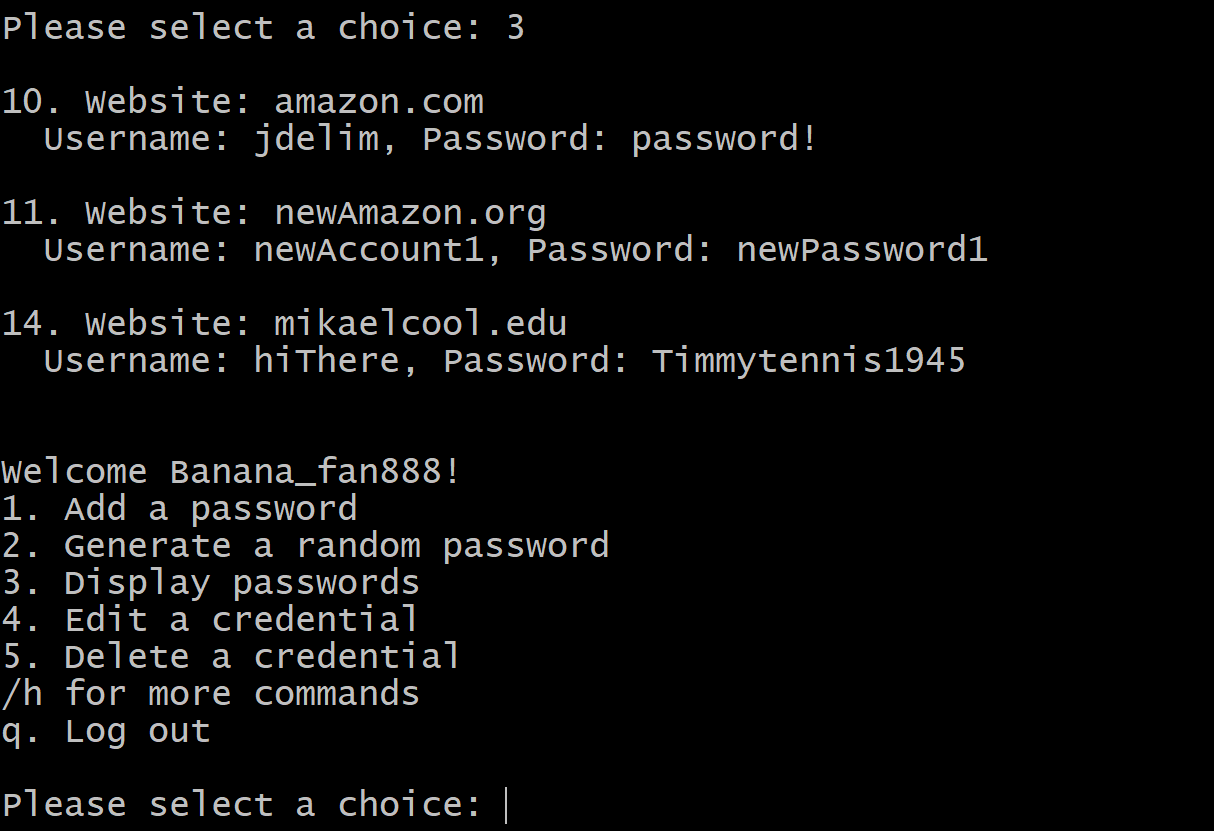 Please select a choice: 3
10. Website: amazon.com
Username: jdelim, Password: password!
11. Website: newAmazon.org
Username: newAccount1, Password: newPassword1
14. Website: mikaelcool.edu
Username: hiThere, Password: Timmytennis1945
Welcome Banana_fan888!
1. Add a password
2. Generate a random password
3. Display passwords
4. Edit a credential
5. Delete a credential
/h for more commands
q. Log out
Please select a choice: